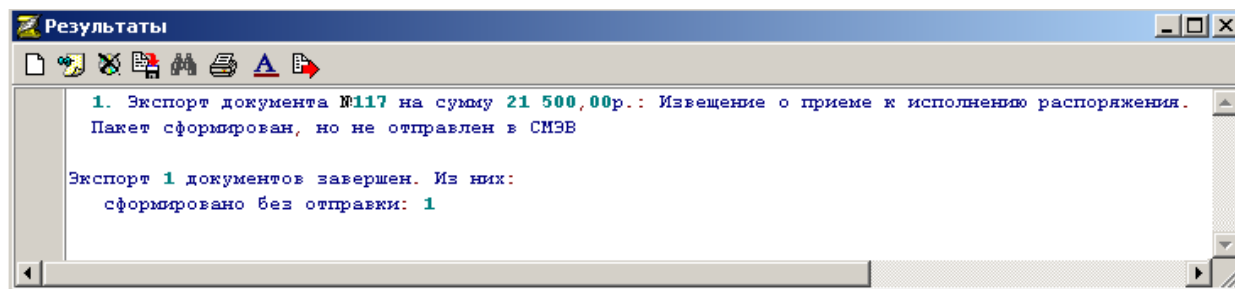 Результаты
1. Экспорт документа №117 на сумму 21 500,00р.: Извещение о приеме к исполнению распоряжения.
Пакет сформирован, но не отправлен в СМЭВ
Экспорт 1 документов завершен. Из них:
сформировано без отправки: 1